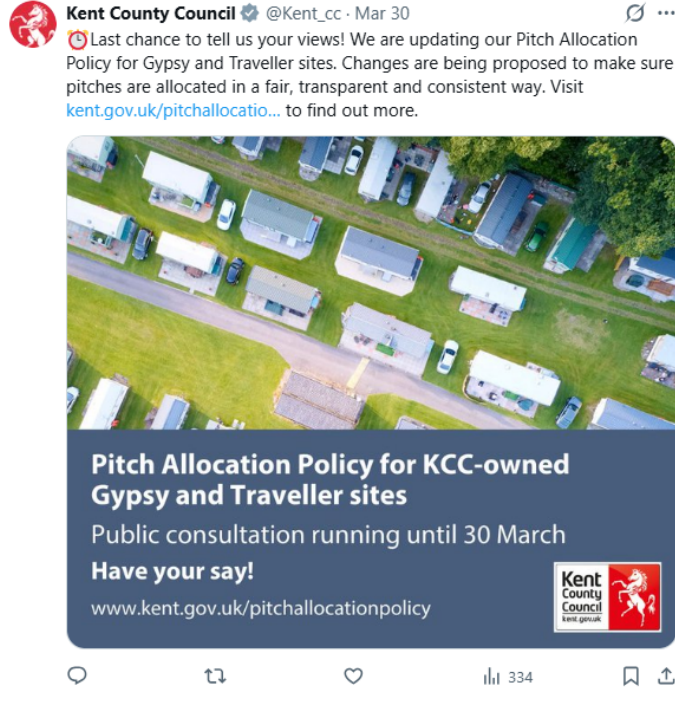 Kent County Council @Kent_cc · Mar 30
⏰Last chance to tell us your views! We are updating our Pitch Allocation
Policy for Gypsy and Traveller sites. Changes are being proposed to make sure
pitches are allocated in a fair, transparent and consistent way. Visit
kent.gov.uk/pitchallocatio... to find out more.
Pitch Allocation Policy for KCC-owned
Gypsy and Traveller sites
Public consultation running until 30 March
Have your say!
www.kent.gov.uk/pitchallocationpolicy
Kent
County
Council
kent.gov.uk
334